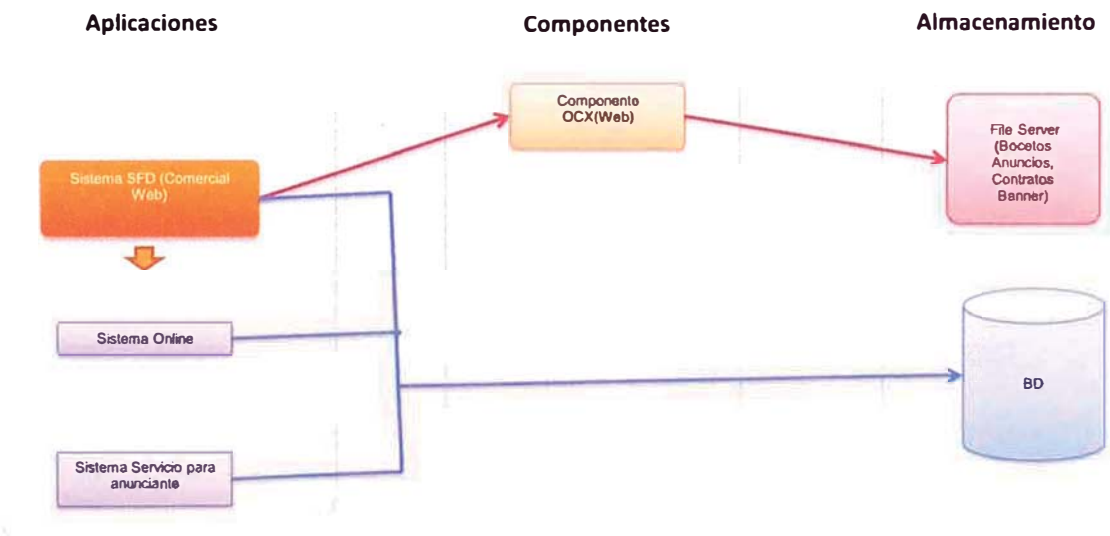 Aplicaciones
Componentes
Almacenamiento
Componente
OCX(Web)
File Server
(Bocetos
Anuncios,
Contratos
Banner)
Sistema SFD (Comercial
Web)
Sistema Online
BD
Sistema Servicio para
anunciante